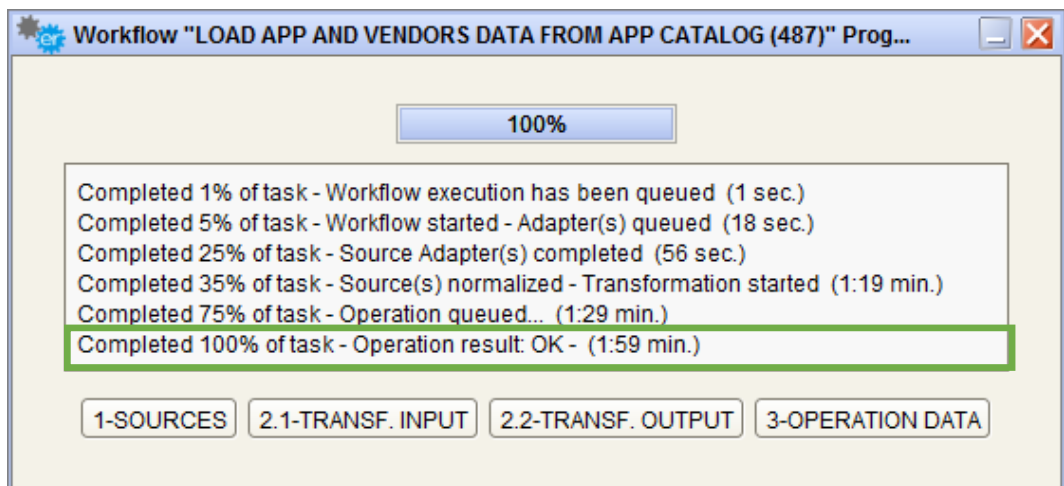 er Workflow "LOAD APP AND VENDORS DATA FROM APP CATALOG (487)" Prog...
100%
Completed 1% of task - Workflow execution has been queued (1 sec.)
Completed 5% of task - Workflow started - Adapter(s) queued (18 sec.)
Completed 25% of task - Source Adapter(s) completed (56 sec.)
Completed 35% of task - Source(s) normalized - Transformation started (1:19 min.)
Completed 75% of task - Operation queued... (1:29 min.)
Completed 100% of task - Operation result: OK - (1:59 min.)
1-SOURCES 2.1-TRANSF. INPUT 2.2-TRANSF. OUTPUT 3-OPERATION DATA